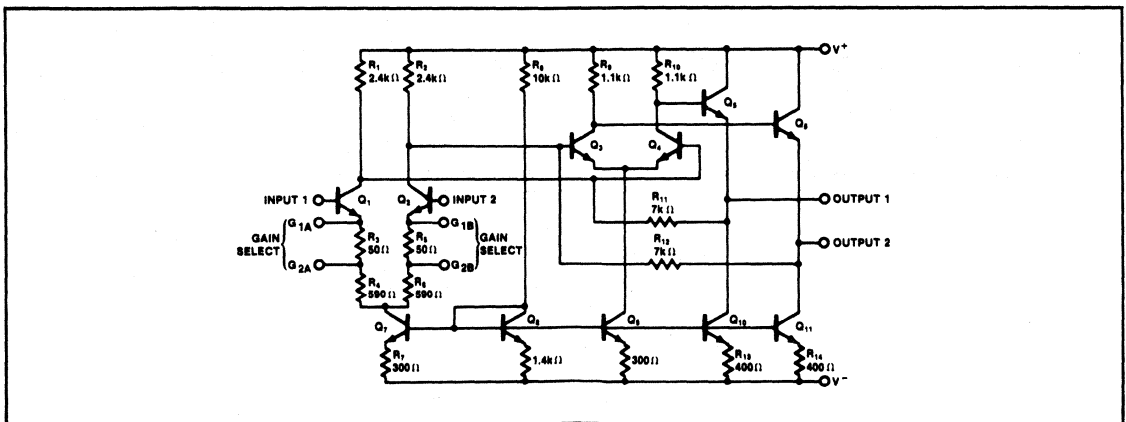 V+
R1
2.4kΩ
R2
2.4kΩ
R8
10kΩ
R9
1.1kΩ
R10
1.1kΩ
Q5
Q6
Q3
Q4
INPUT 1
Q1
Q2
INPUT 2
R11
7kΩ
OUTPUT 1
G1A
G1B
GAIN
SELECT
R3
50Ω
R5
50Ω
GAIN
SELECT
R12
7kΩ
OUTPUT 2
G2A
G2B
R4
590Ω
R6
590Ω
Q7
Q8
Q9
Q10
Q11
R7
300Ω
1.4kΩ
300Ω
R13
400Ω
R14
400Ω
V−